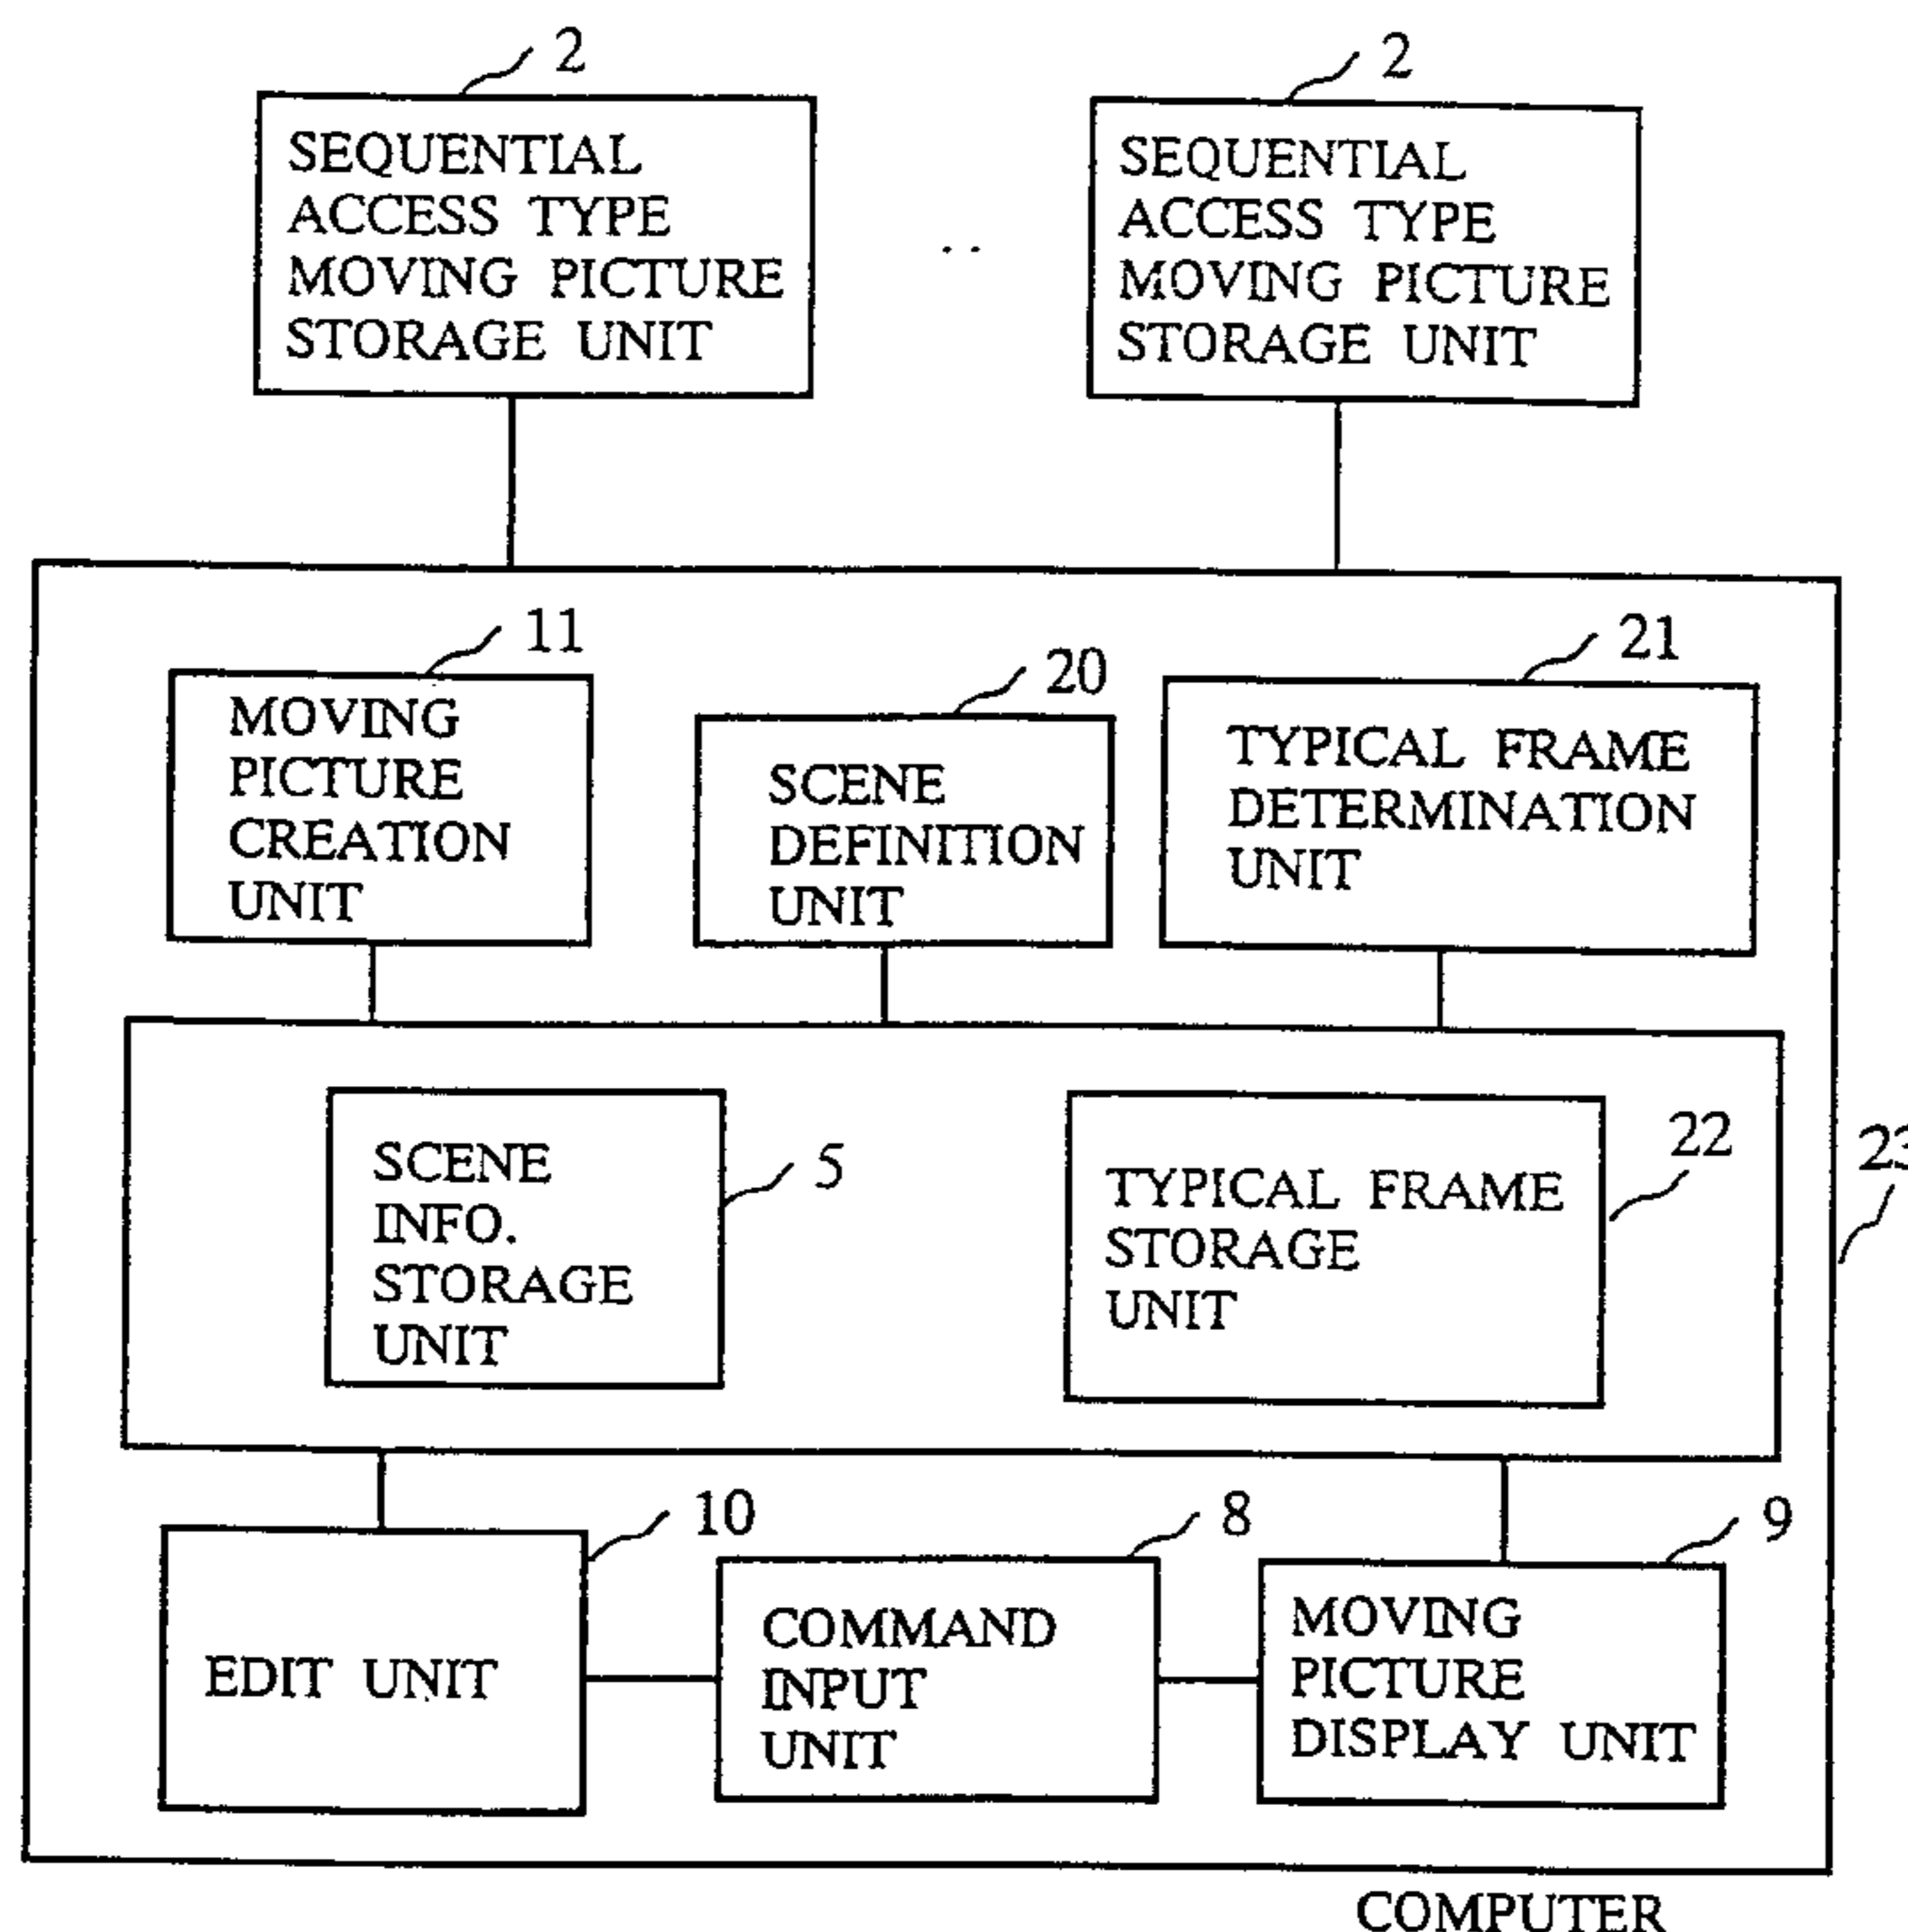 2
2
SEQUENTIAL
ACCESS TYPE
MOVING PICTURE
STORAGE UNIT
..
SEQUENTIAL
ACCESS TYPE
MOVING PICTURE
STORAGE UNIT
11
20
21
MOVING
PICTURE
CREATION
UNIT
SCENE
DEFINITION
UNIT
TYPICAL FRAME
DETERMINATION
UNIT
SCENE
INFO.
STORAGE
UNIT
5
TYPICAL FRAME
STORAGE
UNIT
22
23
10
8
9
EDIT UNIT
COMMAND
INPUT
UNIT
MOVING
PICTURE
DISPLAY UNIT
COMPUTER